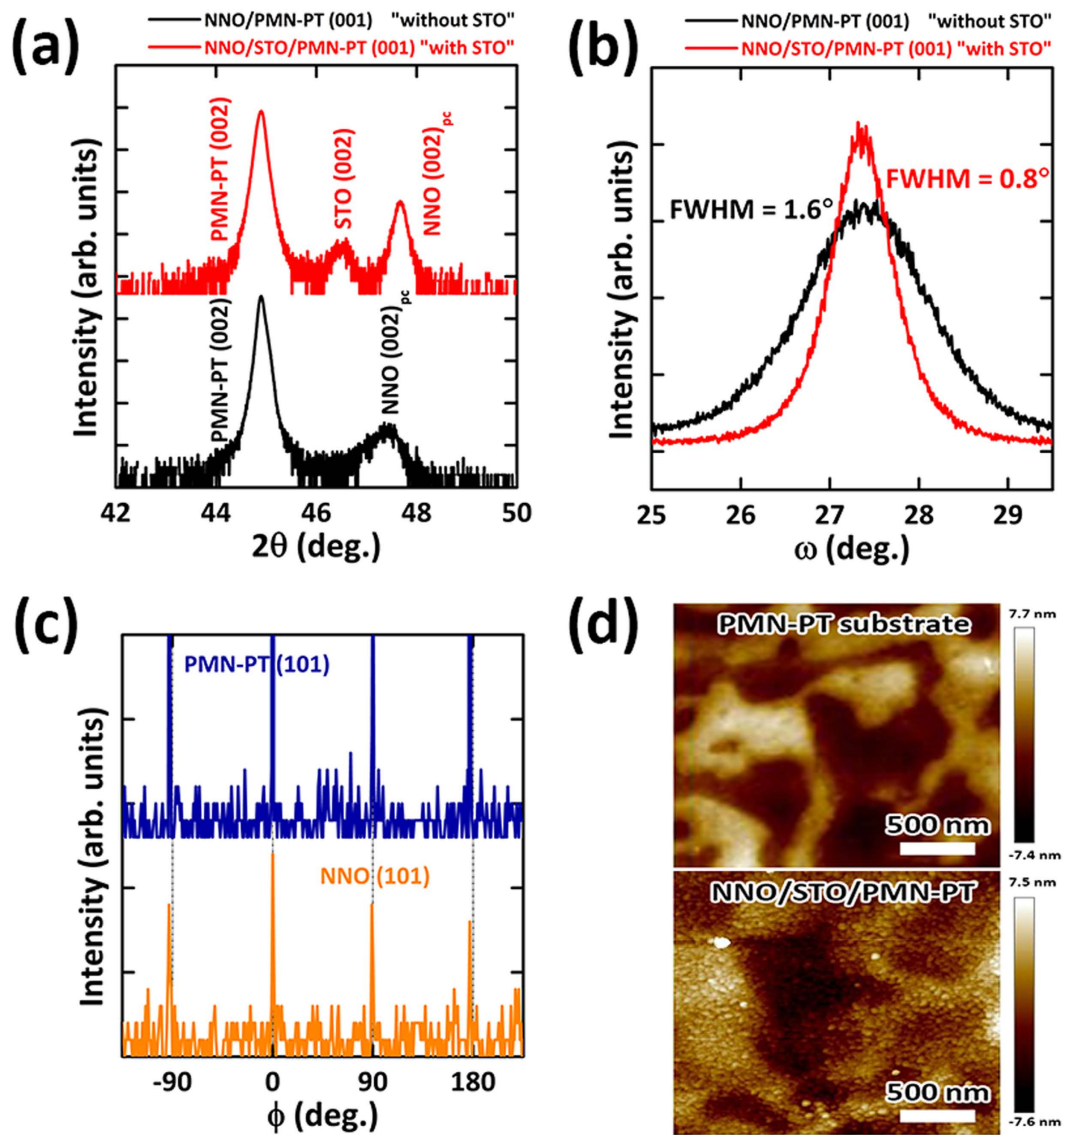 (a)
NNO/PMN-PT (001) "without STO"
NNO/STO/PMN-PT (001) "with STO"
PMN-PT (002)
STO (002)
NNO (002)pc
PMN-PT (002)
NNO (002)pc
Intensity (arb. units)
42 44 46 48 50
2θ (deg.)
(b)
NNO/PMN-PT (001) "without STO"
NNO/STO/PMN-PT (001) "with STO"
FWHM = 0.8°
FWHM = 1.6°
Intensity (arb. units)
25 26 27 28 29
ω (deg.)
(c)
PMN-PT (101)
NNO (101)
Intensity (arb. units)
-90 0 90 180
ϕ (deg.)
(d)
PMN-PT substrate
500 nm
7.7 nm
-7.4 nm
NNO/STO/PMN-PT
500 nm
7.5 nm
-7.6 nm